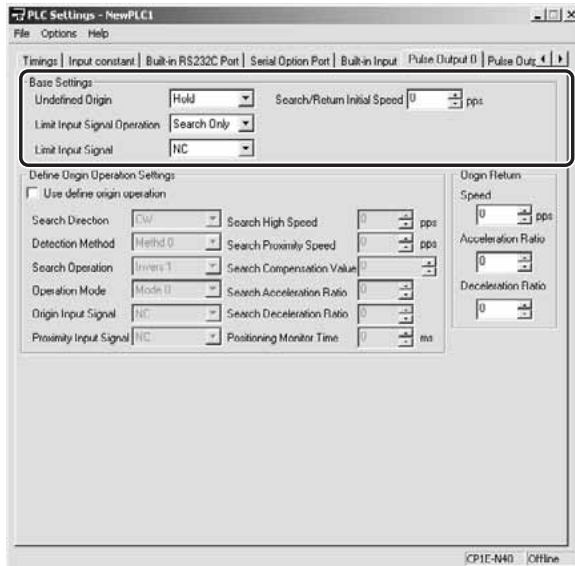 PLC Settings - NewPLC1
File Options Help
Timings Input constant Built-in RS232C Port Serial Option Port Built-in Input Pulse Output 0 Pulse Outp
Base Settings
Undefined Origin Hold Search/Return Initial Speed 0 pps
Limit Input Signal Operation Search Only
Limit Input Signal NC
Define Origin Operation Settings
Use define origin operation
Search Direction CW Search High Speed 0 pps
Detection Method Methd 0 Search Proximity Speed 0 pps
Search Operation Invers 1 Search Compensation Value 0
Operation Mode Mode 0 Search Acceleration Ratio 0
Origin Input Signal NC Search Deceleration Ratio 0
Proximity Input Signal NC Positioning Monitor Time 0 ms
Origin Return
Speed
0 pps
Acceleration Ratio
0
Deceleration Ratio
0
CP1E-N40 Offline